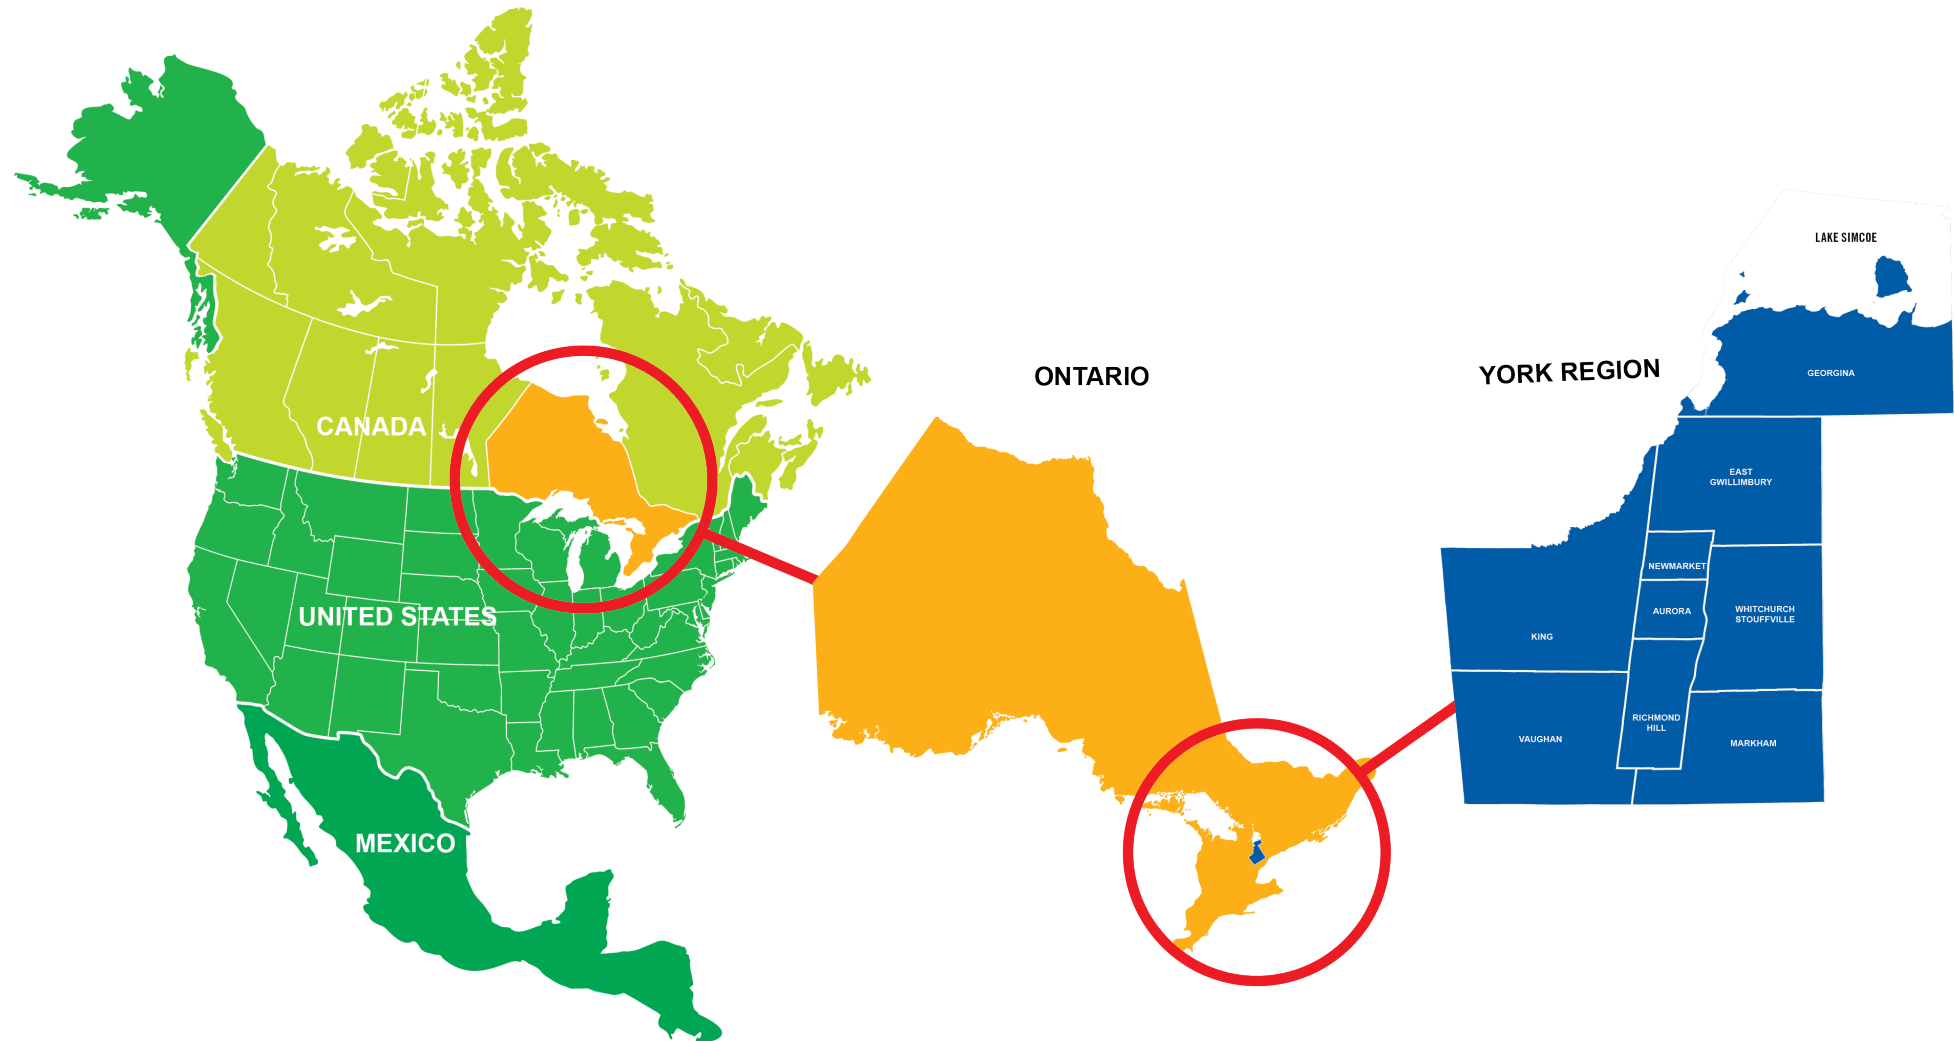 CANADA
UNITED STATES
MEXICO
ONTARIO
YORK REGION
LAKE SIMCOE
GEORGINA
EAST
GWILLIMBURY
NEWMARKET
AURORA
WHITCHURCH
STOUFFVILLE
KING
RICHMOND
HILL
VAUGHAN
MARKHAM